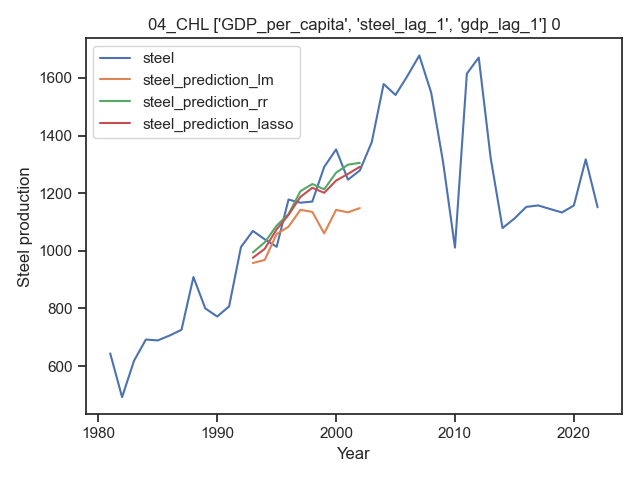 04_CHL ['GDP_per_capita', 'steel_lag_1', 'gdp_lag_1'] 0
steel
steel_prediction_lm
steel_prediction_rr
steel_prediction_lasso
1600
1400
1200
1000
800
600
Steel production
1980
1990
2000
2010
2020
Year